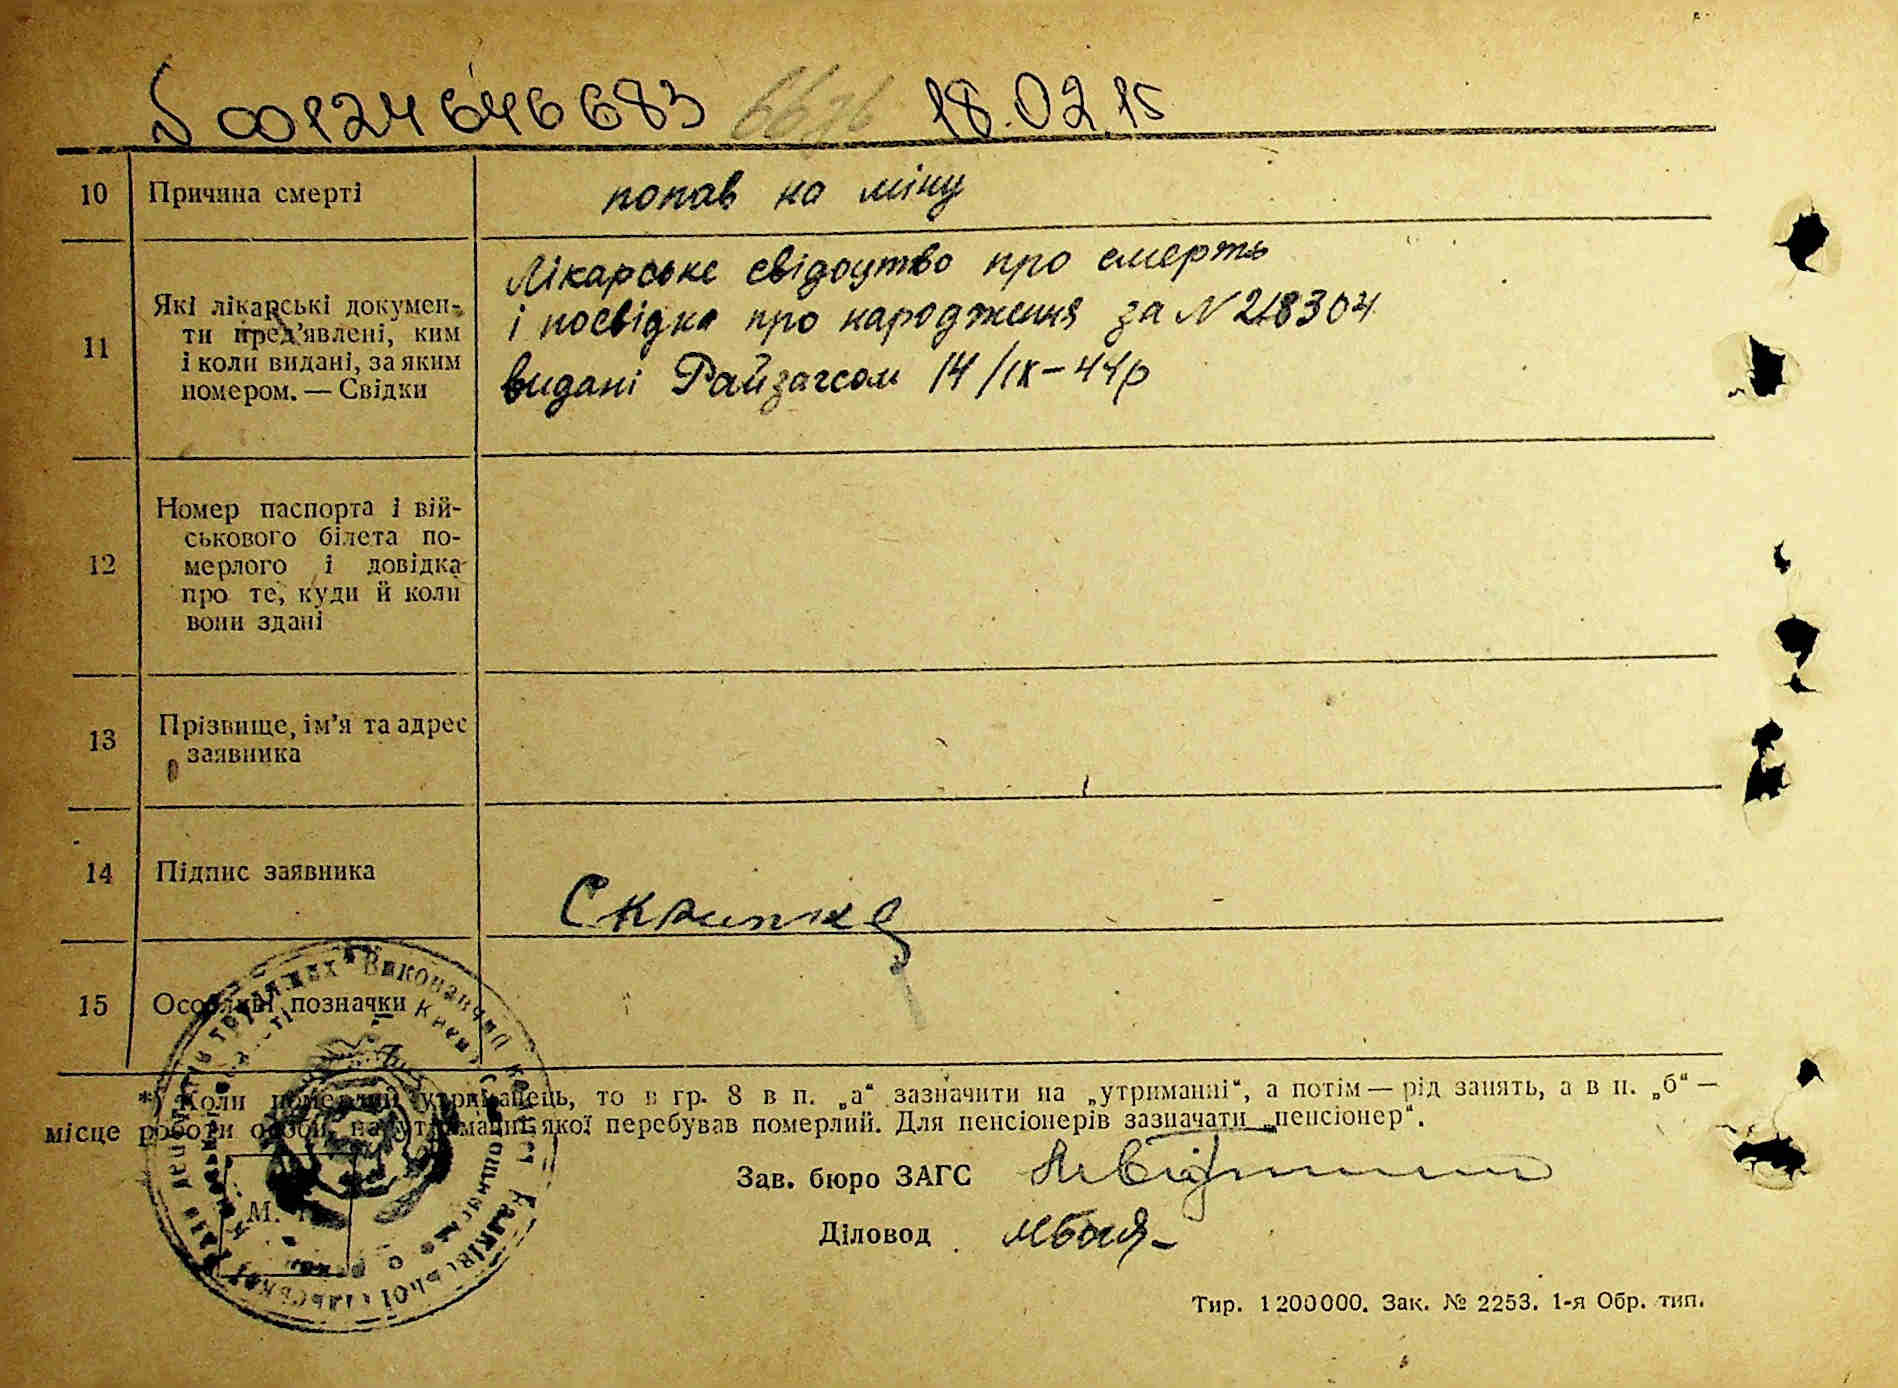 № 00124646683 18.02.15
10 Причина смерті попав на міну
11 Які лікарські документи пред’явлені, ким і коли видані, за яким номером. — Свідки
Лікарське свідоцтво про смерть
і посвідка про народження за N 218304
видані Райзагсом 14/IX-44р
12 Номер паспорта і вій-
ськового білета по-
мерлого і довідка
про те, куди й коли
вони здані
13 Прізвище, ім’я та адрес
заявника
14 Підпис заявника
15 Особливі позначки
*) Коли померлий утриманець, то в гр. 8 в п. „а“ зазначити на „утриманні“, а потім — рід занять, а в п. „б“ —
місце роботи особи, на утриманні якої перебував померлий. Для пенсіонерів зазначати „пенсіонер“.
Зав. бюро ЗАГС
Діловод
М. П.
Тир. 1200000. Зак. № 2253. 1-я Обр. тип.